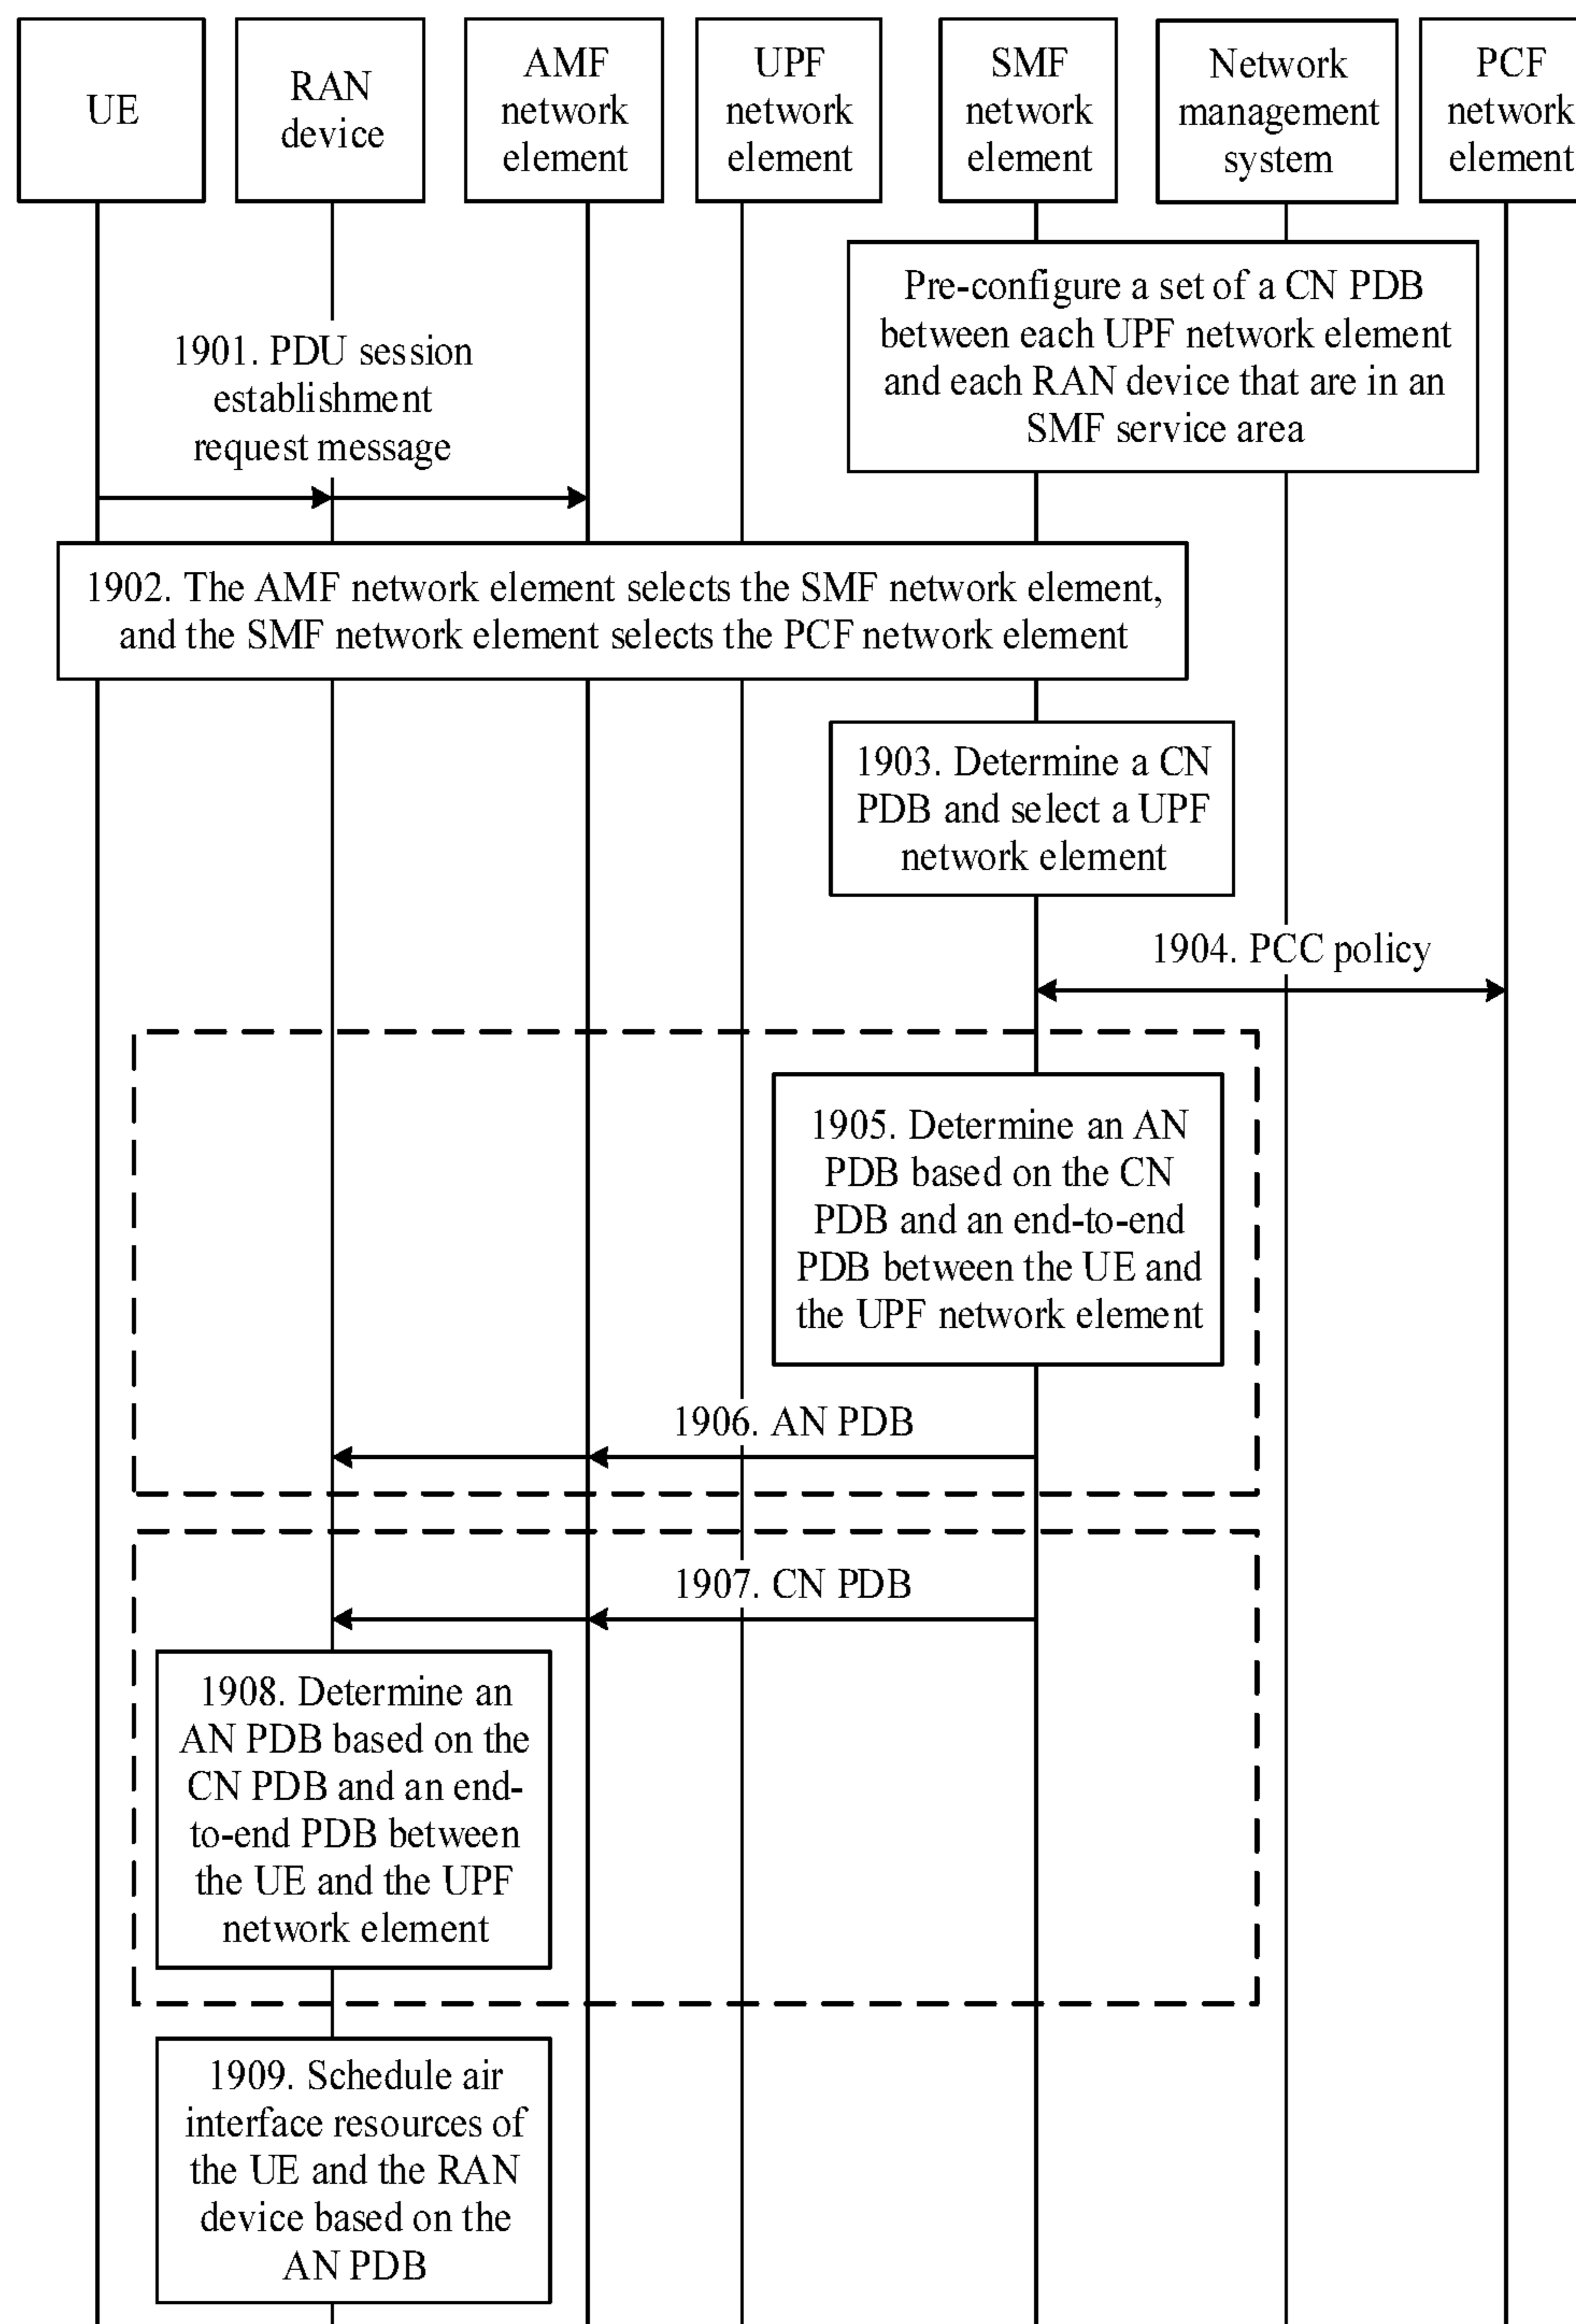 UE
RAN
device
AMF
network
element
UPF
network
element
SMF
network
element
Network
management
system
PCF
network
element
Pre-configure a set of a CN PDB
between each UPF network element
and each RAN device that are in an
SMF service area
1901. PDU session
establishment
request message
1902. The AMF network element selects the SMF network element,
and the SMF network element selects the PCF network element
1903. Determine a CN
PDB and select a UPF
network element
1904. PCC policy
1905. Determine an AN
PDB based on the CN
PDB and an end-to-end
PDB between the UE and
the UPF network element
1906. AN PDB
1907. CN PDB
1908. Determine an
AN PDB based on the
CN PDB and an end-
to-end PDB between
the UE and the UPF
network element
1909. Schedule air
interface resources of
the UE and the RAN
device based on the
AN PDB